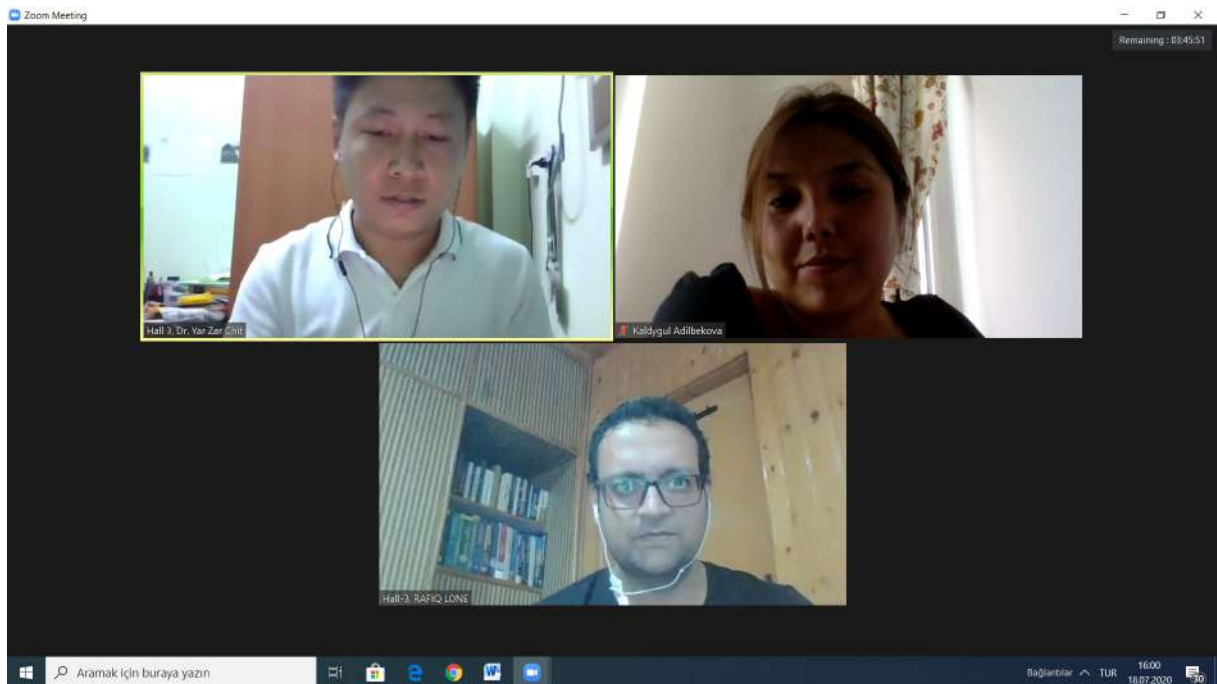 Zoom Meeting
Remaining : 03:45:51
Hall 3, Dr. Yar Zar Chit
Kaldygul Adilbekova
Hall-3, RAFIQ LONE
Aramak için buraya yazın
Bağlantılar
TUR
16:00
18.07.2020
30